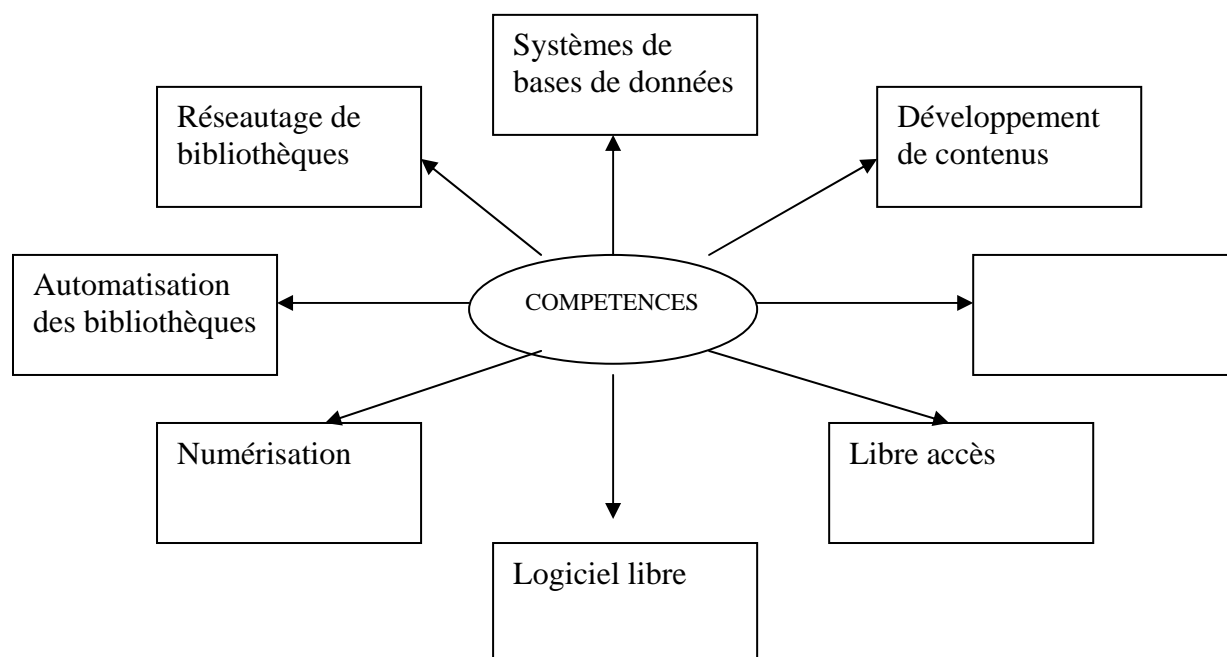 Systèmes de
bases de données
Réseautage de
bibliothèques
Développement
de contenus
Automatisation
des bibliothèques
COMPETENCES
Numérisation
Libre accès
Logiciel libre